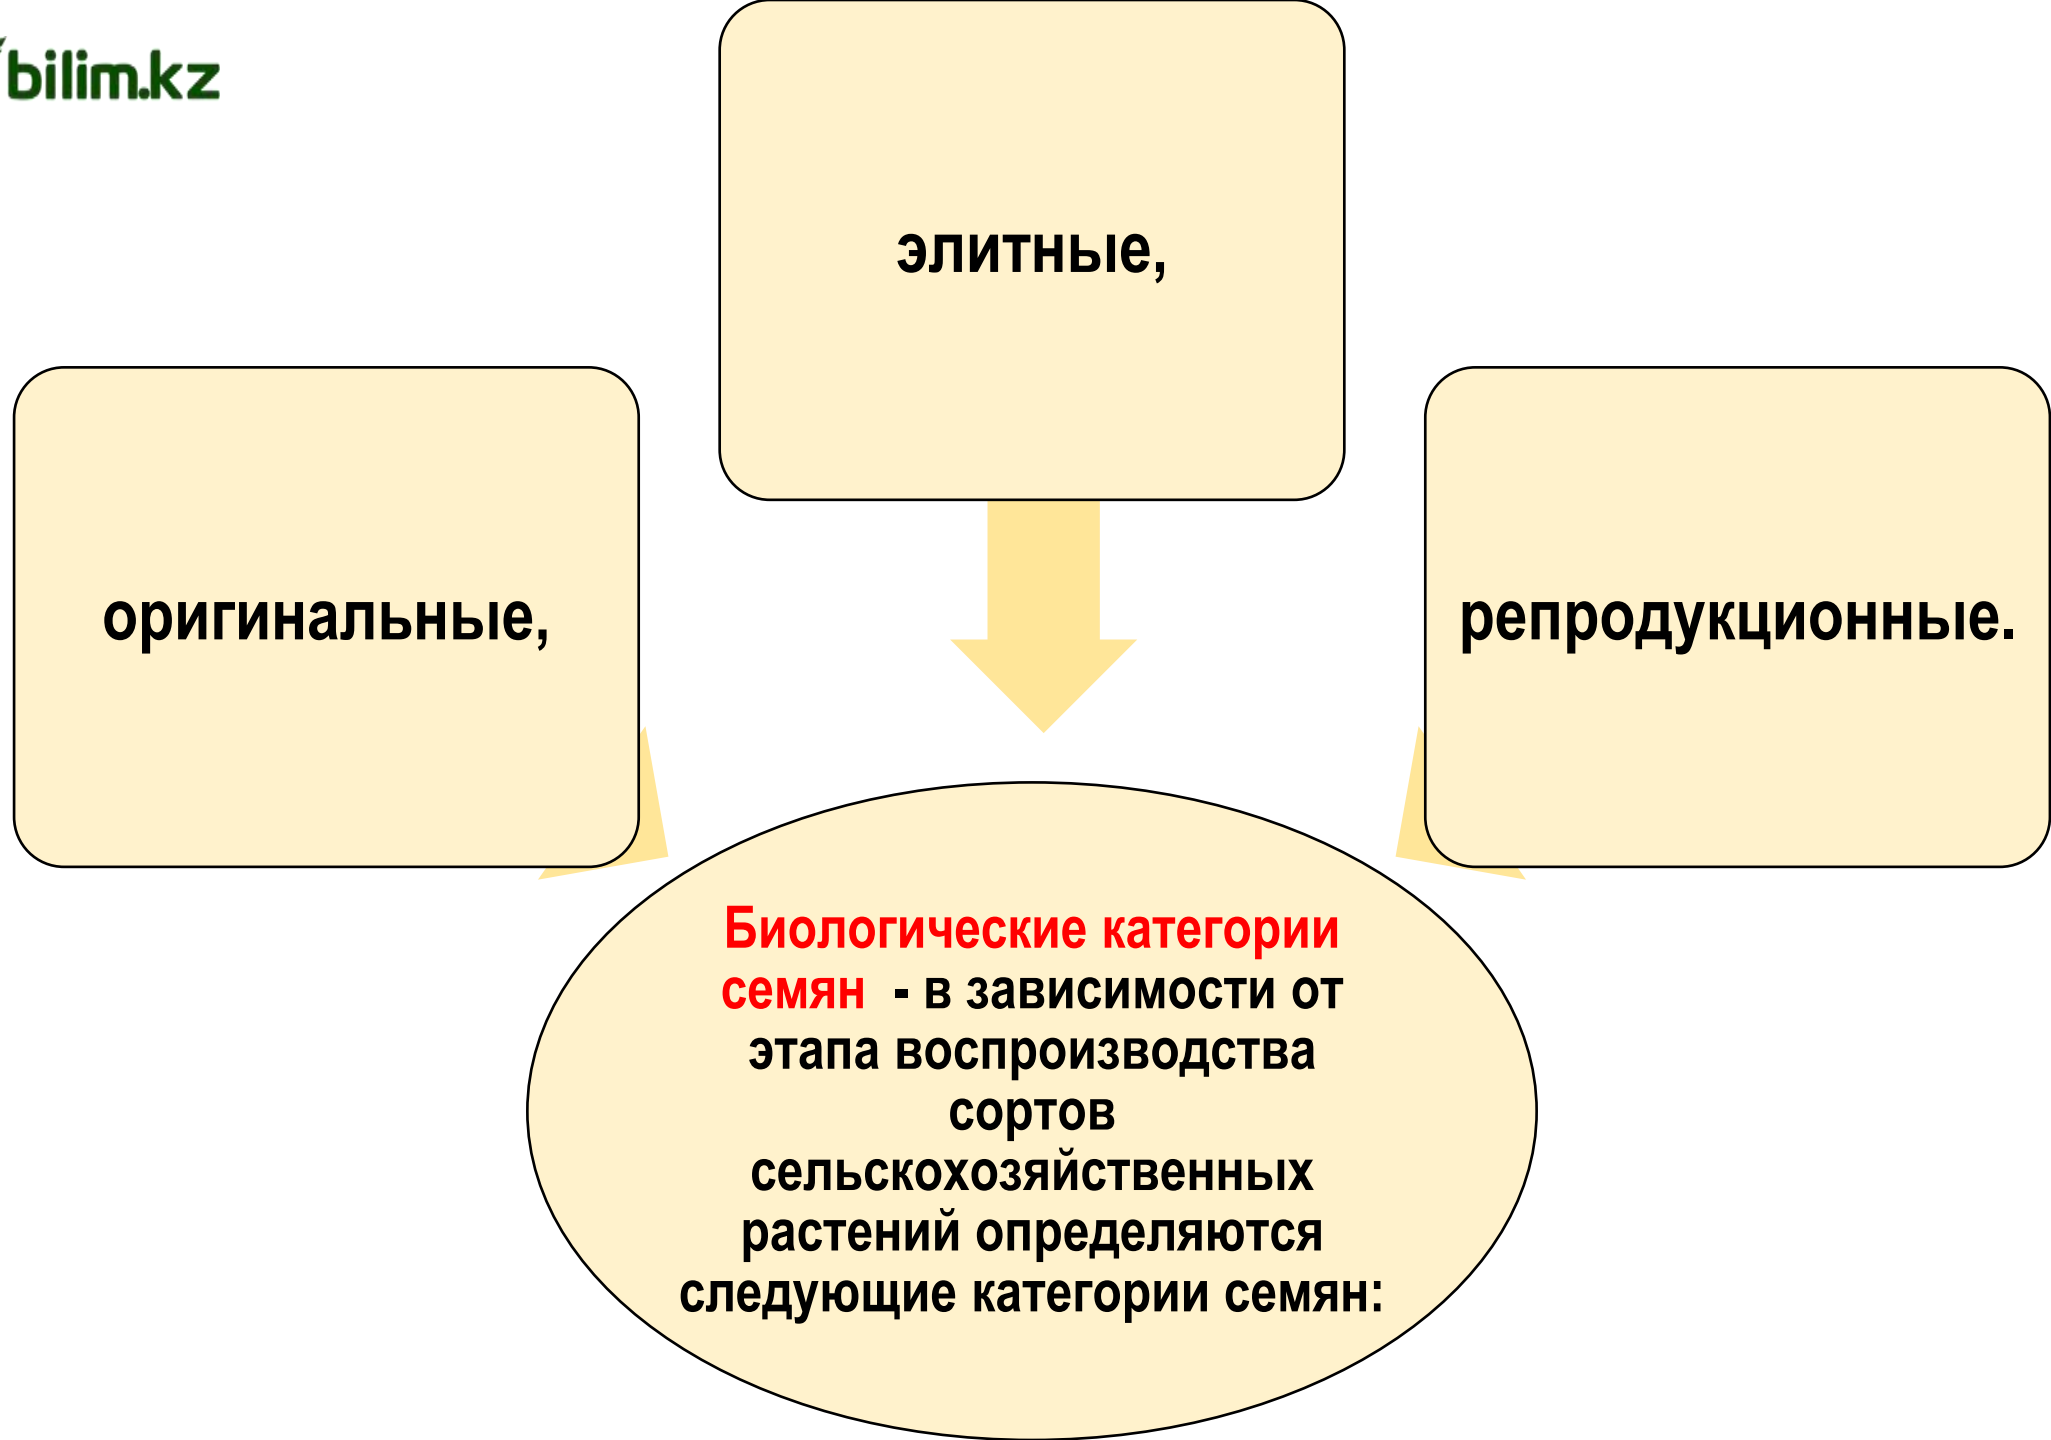 bilim.kz
элитные,
оригинальные,
репродукционные.
Биологические категории
семян - в зависимости от
этапа воспроизводства
сортов
сельскохозяйственных
растений определяются
следующие категории семян: